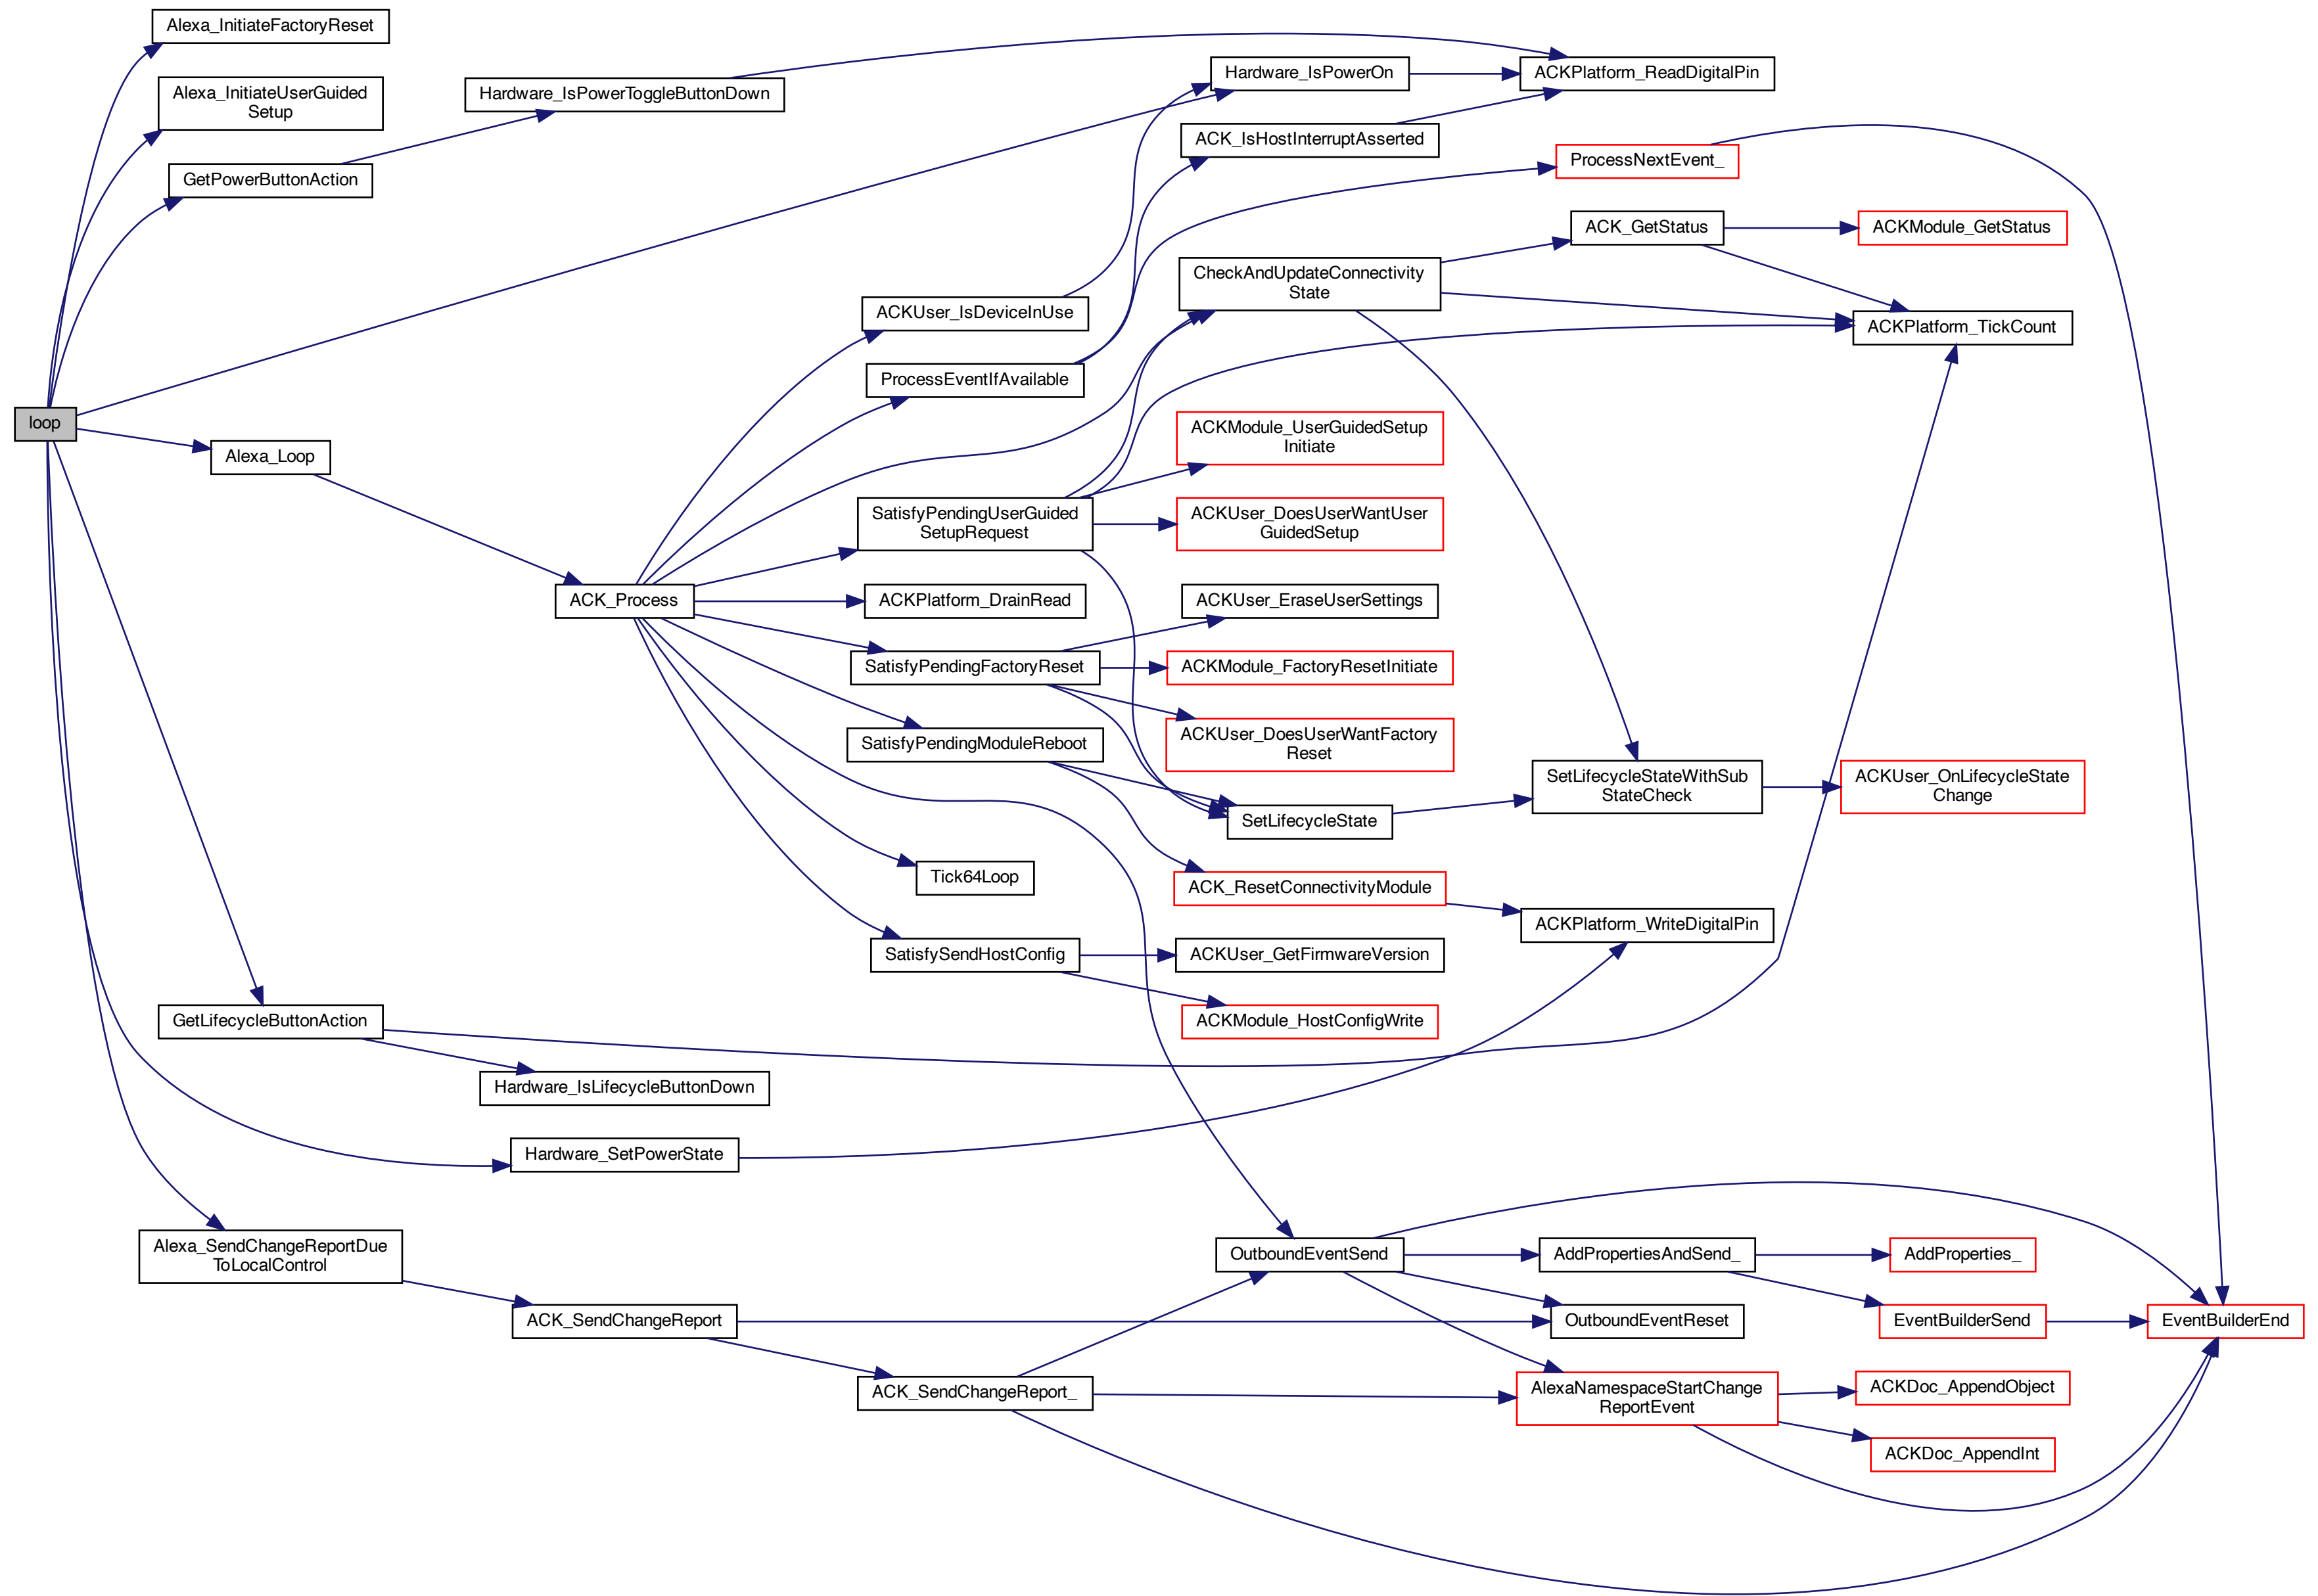 Alexa_InitiateFactoryReset
Alexa_InitiateUserGuided
Setup
GetPowerButtonAction
Hardware_IsPowerToggleButtonDown
Hardware_IsPowerOn
ACKPlatform_ReadDigitalPin
ACK_IsHostInterruptAsserted
ProcessNextEvent_
ACK_GetStatus
ACKModule_GetStatus
CheckAndUpdateConnectivity
State
ACKUser_IsDeviceInUse
ACKPlatform_TickCount
ProcessEventIfAvailable
loop
Alexa_Loop
ACKModule_UserGuidedSetup
Initiate
SatisfyPendingUserGuided
SetupRequest
ACKUser_DoesUserWantUser
GuidedSetup
ACK_Process
ACKPlatform_DrainRead
ACKUser_EraseUserSettings
SatisfyPendingFactoryReset
ACKModule_FactoryResetInitiate
SatisfyPendingModuleReboot
ACKUser_DoesUserWantFactory
Reset
SetLifecycleStateWithSub
StateCheck
ACKUser_OnLifecycleState
Change
SetLifecycleState
Tick64Loop
ACK_ResetConnectivityModule
ACKPlatform_WriteDigitalPin
SatisfySendHostConfig
ACKUser_GetFirmwareVersion
GetLifecycleButtonAction
ACKModule_HostConfigWrite
Hardware_IsLifecycleButtonDown
Hardware_SetPowerState
Alexa_SendChangeReportDue
ToLocalControl
OutboundEventSend
AddPropertiesAndSend_
AddProperties_
ACK_SendChangeReport
OutboundEventReset
EventBuilderSend
EventBuilderEnd
ACK_SendChangeReport_
AlexaNamespaceStartChange
ReportEvent
ACKDoc_AppendObject
ACKDoc_AppendInt